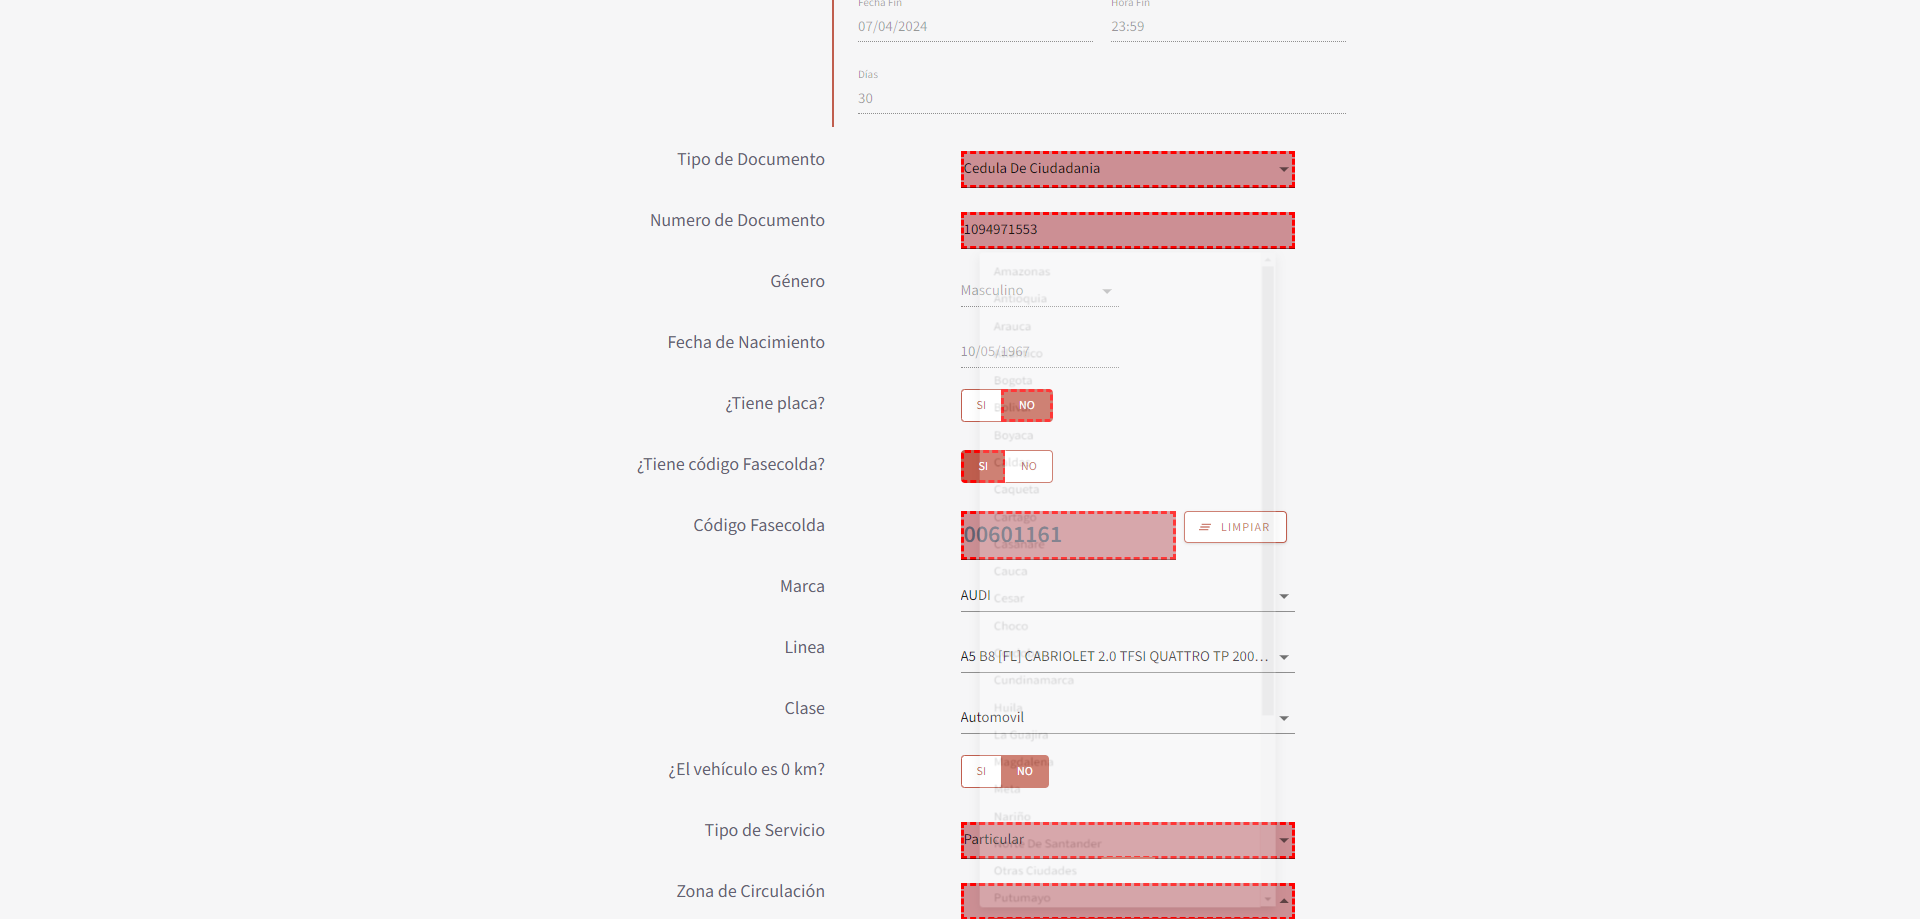 Fecha Fin
Hora Fin
07/04/2024
23:59
Días
30
Tipo de Documento
Cedula De Ciudadania
Numero de Documento
1094971553
Amazonas
Género
Masculino
Antioquia
Arauca
Fecha de Nacimiento
10/05/1967
Bogota
¿Tiene placa?
SI
NO
Boyaca
¿Tiene código Fasecolda?
SI
NO
Caldas
Caqueta
Cartago
Código Fasecolda
00601161
LIMPIAR
Casanare
Cauca
Marca
AUDI
Cesar
Choco
Linea
A5 B8 [FL] CABRIOLET 2.0 TFSI QUATTRO TP 200...
Cundinamarca
Huila
Clase
Automovil
La Guajira
Magdalena
¿El vehículo es 0 km?
SI
NO
Meta
Nariño
Tipo de Servicio
Particular
Norte De Santander
Otras Ciudades
Zona de Circulación
Putumayo